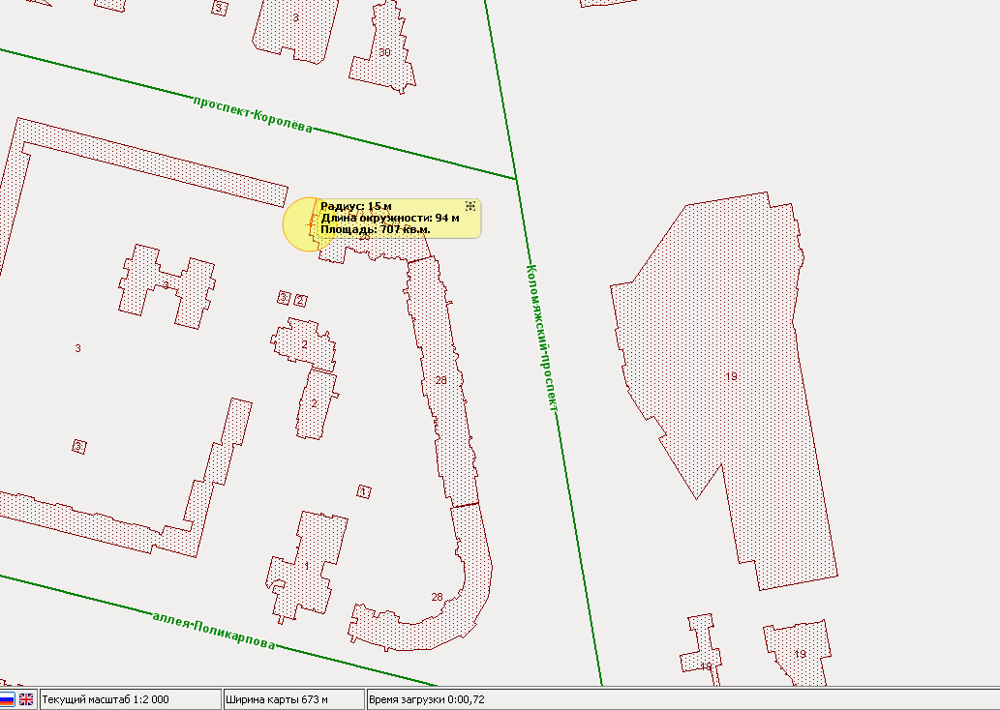 3
3
30
проспект Королёва
Радиус: 15 м
Длина окружности: 94 м
Площадь: 707 кв.м.
3
3
2
Коломяжский проспект
2
3
19
28
2
3
1
1
28
аллея Поликарпова
19
19
Текущий масштаб 1:2 000
Ширина карты 673 м
Время загрузки 0:00,72